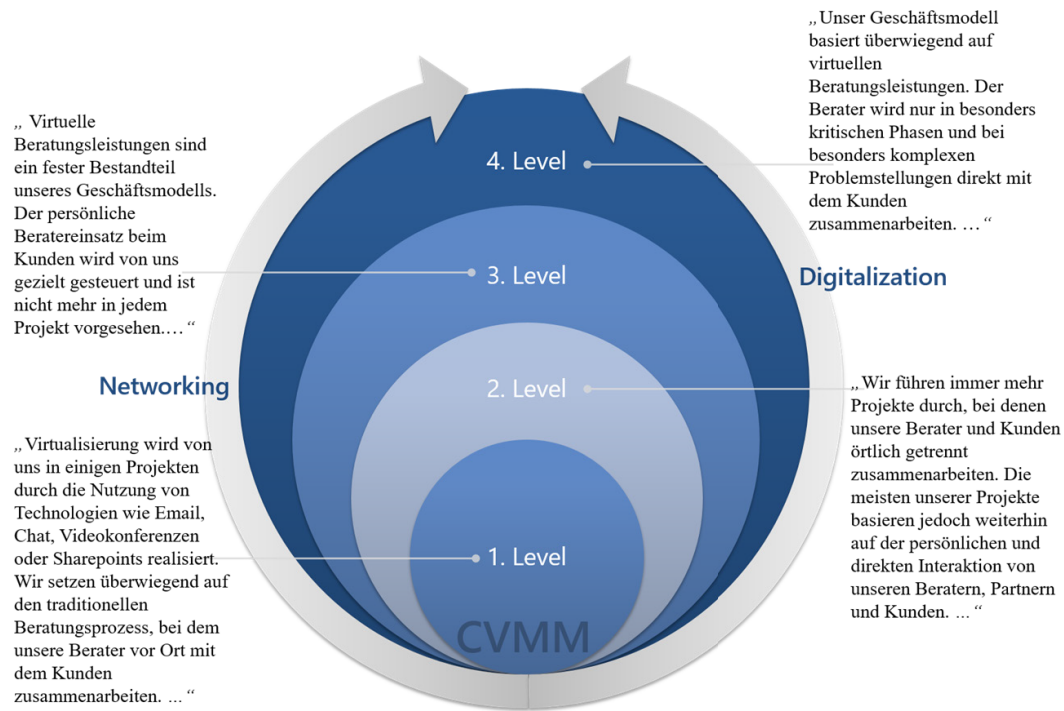 „Unser Geschäftsmodell
basiert überwiegend auf
virtuellen
Beratungsleistungen. Der
Berater wird nur in besonders
kritischen Phasen und bei
besonders komplexen
Problemstellungen direkt mit
dem Kunden
zusammenarbeiten. …“
„ Virtuelle
Beratungsleistungen sind
ein fester Bestandteil
unseres Geschäftsmodells.
Der persönliche
Beratereinsatz beim
Kunden wird von uns
gezielt gesteuert und ist
nicht mehr in jedem
Projekt vorgesehen.…“
4. Level
3. Level
Digitalization
Networking
2. Level
„Wir führen immer mehr
Projekte durch, bei denen
unsere Berater und Kunden
örtlich getrennt
zusammenarbeiten. Die
meisten unserer Projekte
basieren jedoch weiterhin
auf der persönlichen und
direkten Interaktion von
unseren Beratern, Partnern
und Kunden. …“
„Virtualisierung wird von
uns in einigen Projekten
durch die Nutzung von
Technologien wie Email,
Chat, Videokonferenzen
oder Sharepoints realisiert.
Wir setzen überwiegend auf
den traditionellen
Beratungsprozess, bei dem
unsere Berater vor Ort mit
dem Kunden
zusammenarbeiten. …“
1. Level
CVMM